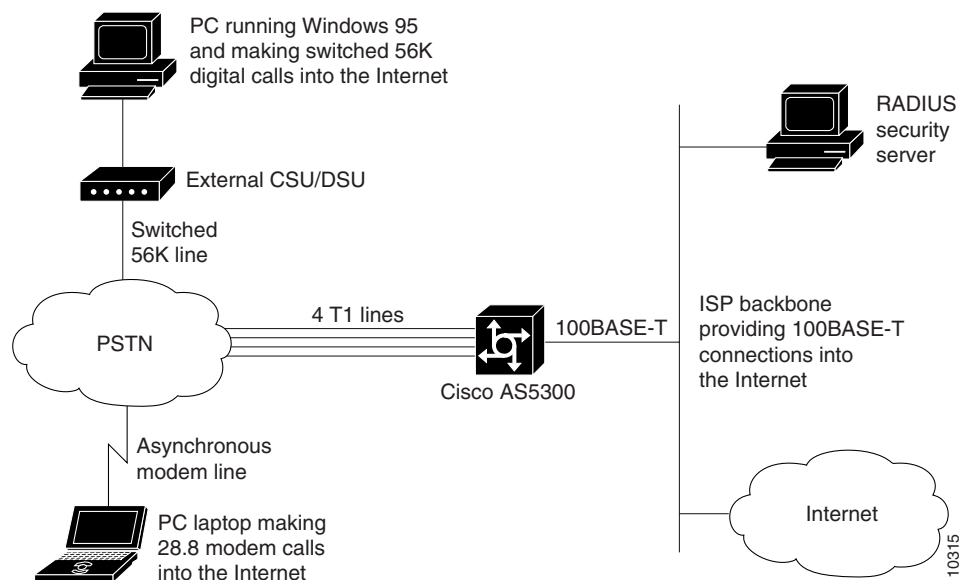 PC running Windows 95
and making switched 56K
digital calls into the Internet
RADIUS
security
server
External CSU/DSU
Switched
56K line
PSTN
4 T1 lines
Cisco AS5300
100BASE-T
ISP backbone
providing 100BASE-T
connections into
the Internet
Asynchronous
modem line
PC laptop making
28.8 modem calls
into the Internet
Internet
10315